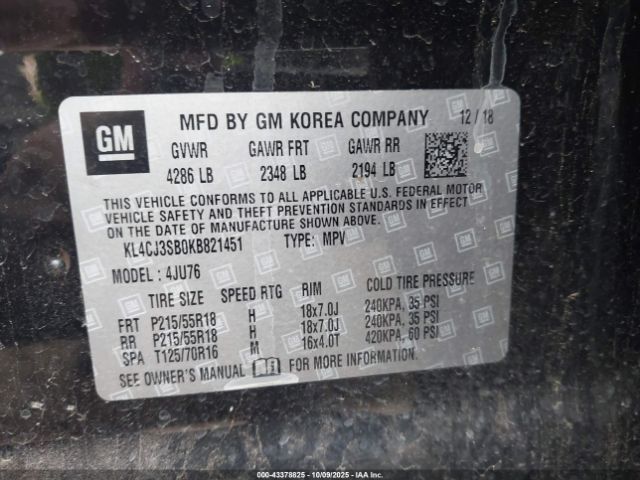 GM
MFD BY GM KOREA COMPANY 12 / 18
GVWR GAWR FRT GAWR RR
4286 LB 2348 LB 2194 LB
THIS VEHICLE CONFORMS TO ALL APPLICABLE U.S. FEDERAL MOTOR
VEHICLE SAFETY AND THEFT PREVENTION STANDARDS IN EFFECT
ON THE DATE OF MANUFACTURE SHOWN ABOVE.
KL4CJ3SB0KB821451 TYPE: MPV
MODEL : 4JU76
TIRE SIZE SPEED RTG RIM COLD TIRE PRESSURE
FRT P215/55R18 H 18x7.0J 240KPA, 35 PSI
RR P215/55R18 H 18x7.0J 240KPA, 35 PSI
SPA T125/70R16 M 16x4.0T 420KPA, 60 PSI
SEE OWNER'S MANUAL FOR MORE INFORMATION.
000-43378825 - 10/09/2025 - IAA Inc.